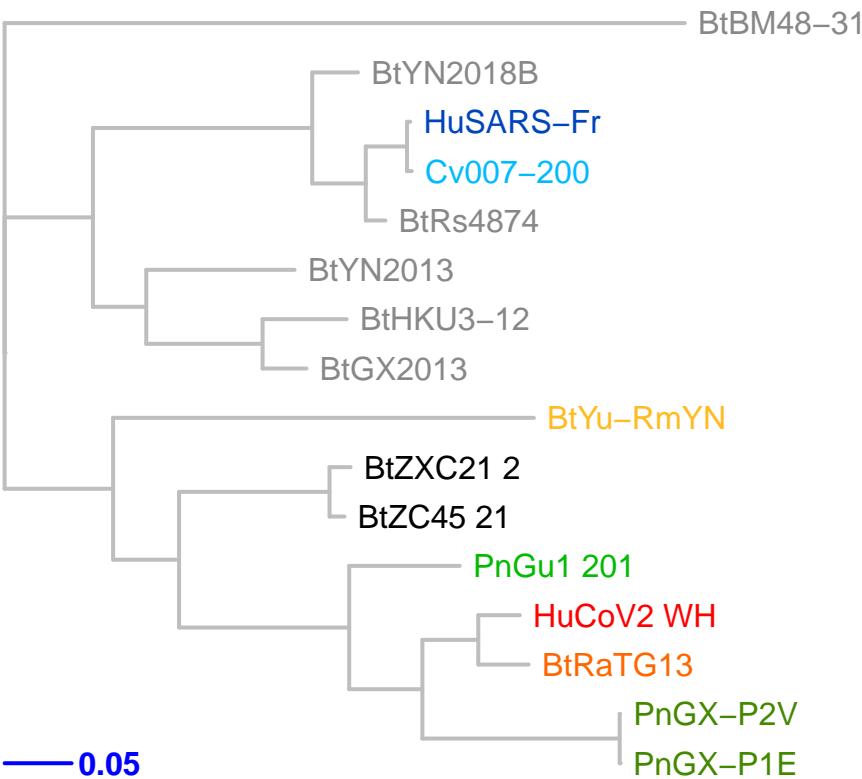 BtBM48−31
BtYN2018B
HuSARS−Fr
Cv007−200
BtRs4874
BtYN2013
BtHKU3−12
BtGX2013
BtYu−RmYN
BtZXC21 2
BtZC45 21
PnGu1 201
HuCoV2 WH
BtRaTG13
PnGX−P2V
PnGX−P1E
0.05